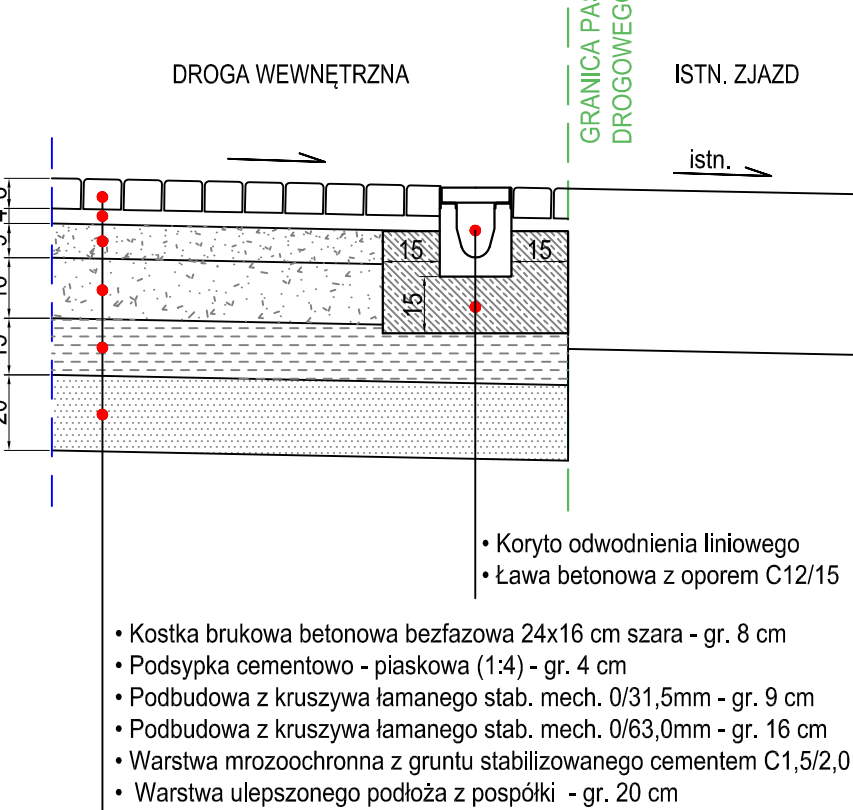 DROGA WEWNĘTRZNA
GRANICA
DROGOWEGO
ISTN. ZJAZD
istn.
15
15
15
• Koryto odwodnienia liniowego
• Ława betonowa z oporem C12/15
• Kostka brukowa betonowa bezfazowa 24x16 cm szara - gr. 8 cm
• Podsypka cementowo - piaskowa (1:4) - gr. 4 cm
• Podbudowa z kruszywa łamanego stab. mech. 0/31,5mm - gr. 9 cm
• Podbudowa z kruszywa łamanego stab. mech. 0/63,0mm - gr. 16 cm
• Warstwa mrozoochronna z gruntu stabilizowanego cementem C1,5/2,0
• Warstwa ulepszonego podłoża z pospółki - gr. 20 cm